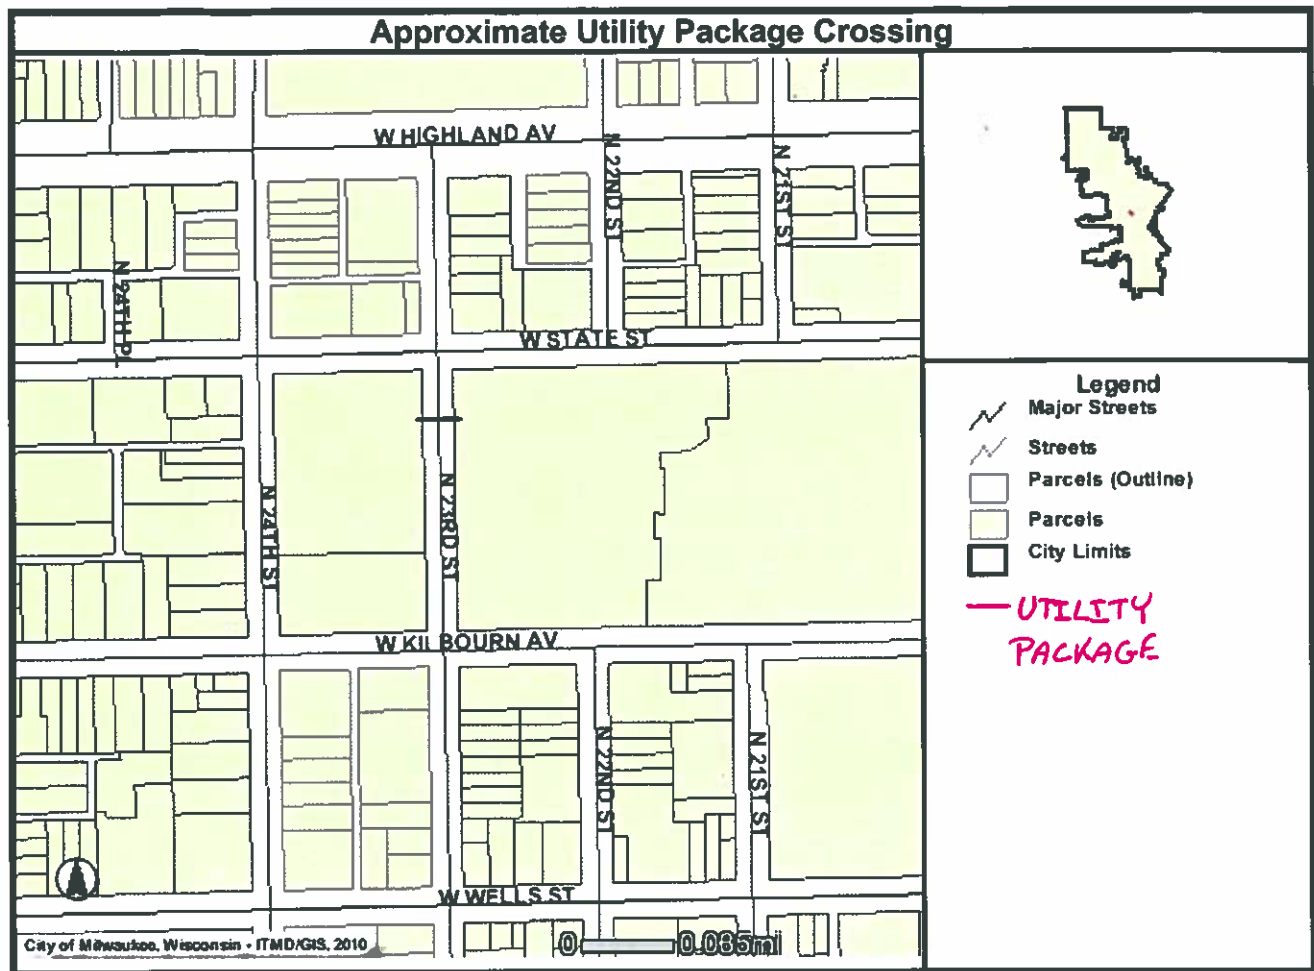 Approximate Utility Package Crossing
W HIGHLAND AV
N 22ND ST
N 21ST ST
N 24TH PL
W STATE ST
N 24TH ST
N 23RD ST
W KILBOURN AV
N 22ND ST
N 21ST ST
W WELLS ST
City of Milwaukee, Wisconsin - ITMD/GIS, 2010
0 0.085mi
Legend
Major Streets
Streets
Parcels (Outline)
Parcels
City Limits
UTILITY
PACKAGE